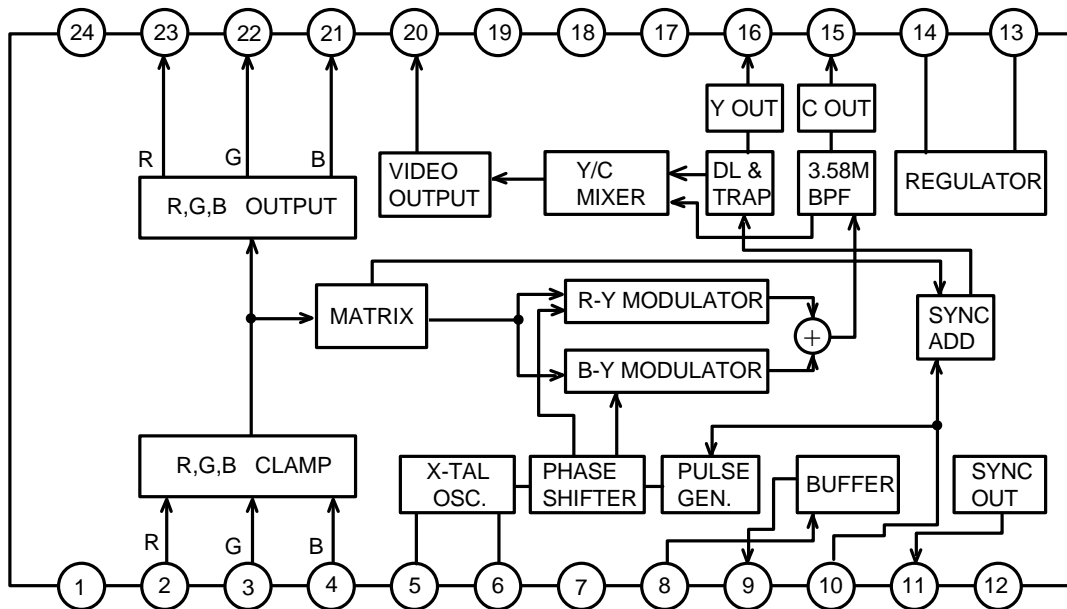 24 23 22 21 20 19 18 17 16 15 14 13
Y OUT
C OUT
R
G
B
VIDEO
OUTPUT
Y/C
MIXER
DL &
TRAP
3.58M
BPF
REGULATOR
R,G,B OUTPUT
MATRIX
R-Y MODULATOR
+
SYNC
ADD
B-Y MODULATOR
R,G,B CLAMP
X-TAL
OSC.
PHASE
SHIFTER
PULSE
GEN.
BUFFER
SYNC
OUT
R
G
B
1 2 3 4 5 6 7 8 9 10 11 12